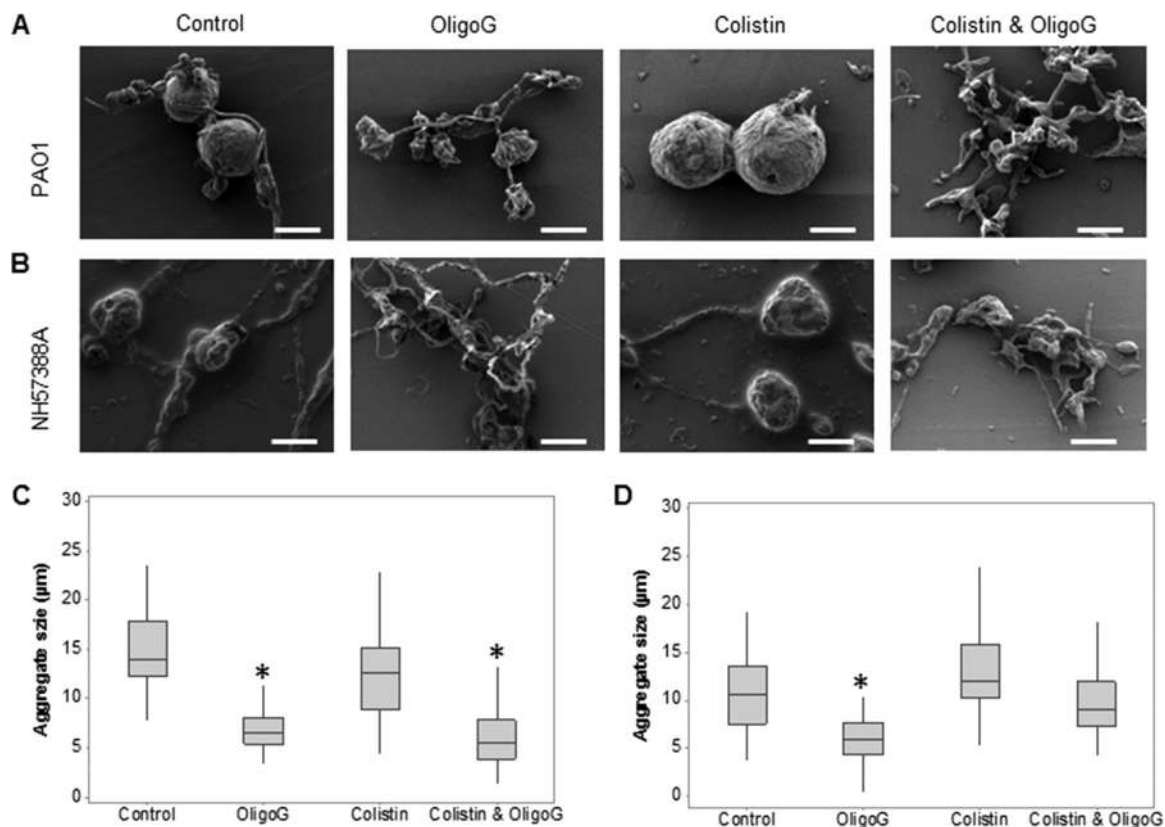 A Control OligoG Colistin Colistin & OligoG
PAO1
B
NH57388A
C
Aggregate szie (µm)
30
25
20
15
10
5
0
Control OligoG Colistin Colistin & OligoG
*
*
D
Aggregate size (µm)
30
25
20
15
10
5
0
Control OligoG Colistin Colistin & OligoG
*